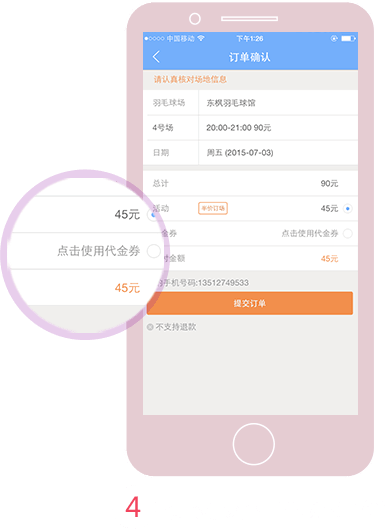 中国移动 下午1:26
订单确认
请认真核对场地信息
羽毛球场 东枫羽毛球馆
4号场 20:00-21:00 90元
日期 周五 (2015-07-03)
总计 90元
活动 半价订场 45元
金券 点击使用代金券
付金额 45元
手机号码:13512749533
提交订单
不支持退款
45元
点击使用代金券
45元
4